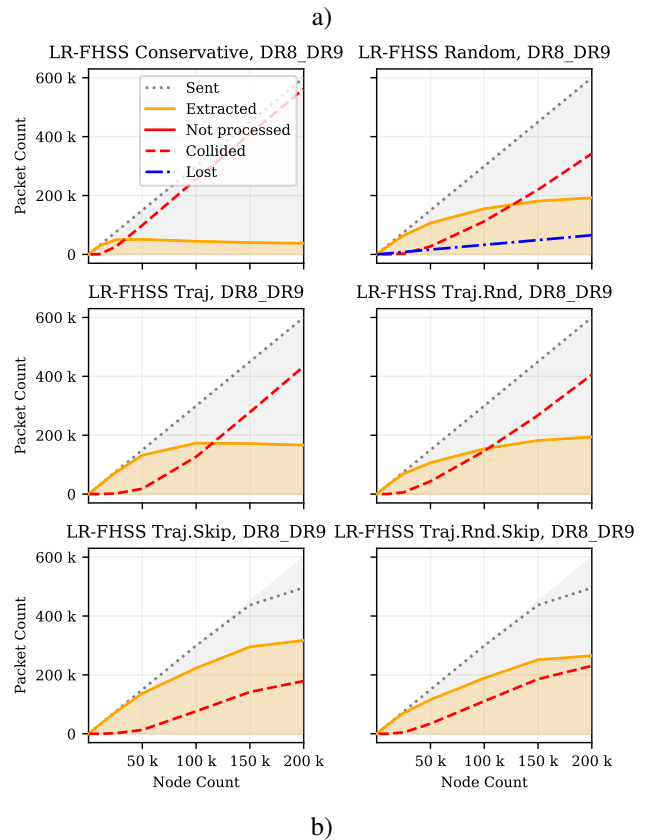 a)
LR-FHSS Conservative, DR8_DR9
LR-FHSS Random, DR8_DR9
600 k
400 k
200 k
0
Packet Count
Sent
Extracted
Not processed
Collided
Lost
LR-FHSS Traj, DR8_DR9
LR-FHSS Traj.Rnd, DR8_DR9
600 k
400 k
200 k
0
Packet Count
LR-FHSS Traj.Skip, DR8_DR9
LR-FHSS Traj.Rnd.Skip, DR8_DR9
600 k
400 k
200 k
0
Packet Count
50 k 100 k 150 k 200 k
Node Count
50 k 100 k 150 k 200 k
Node Count
b)